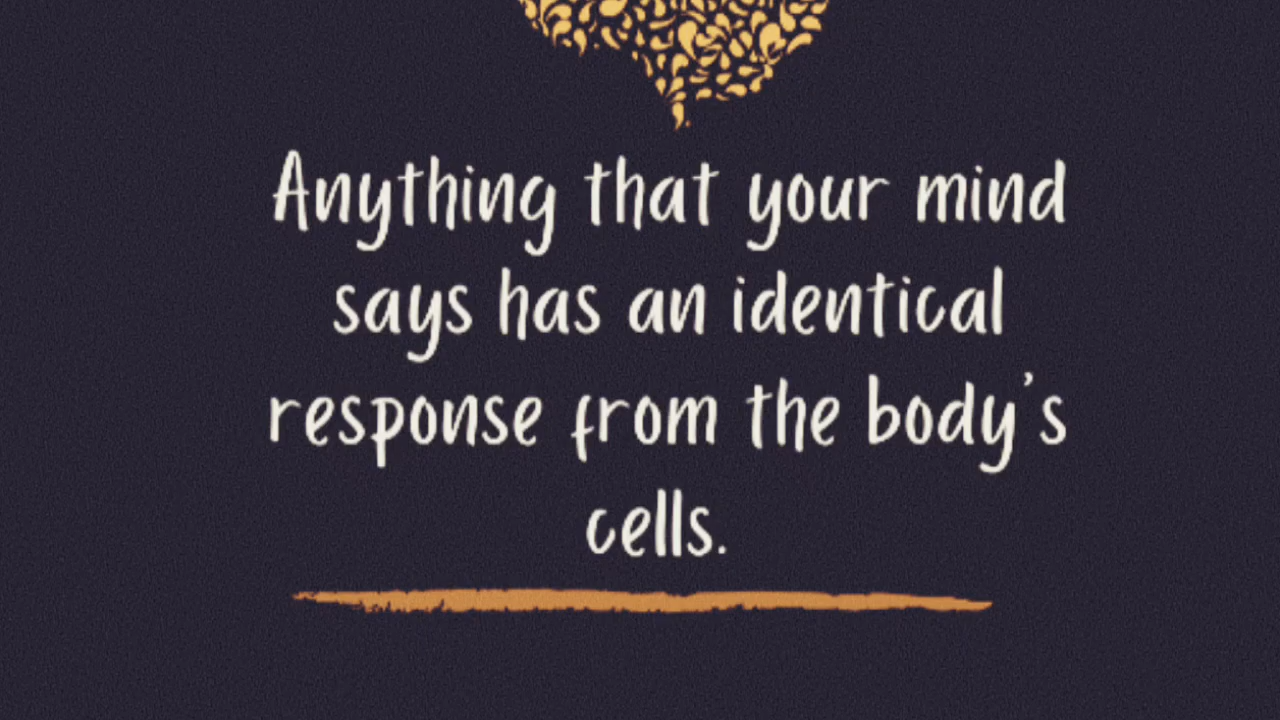 Anything that your mind
says has an identical
response from the body's
cells.